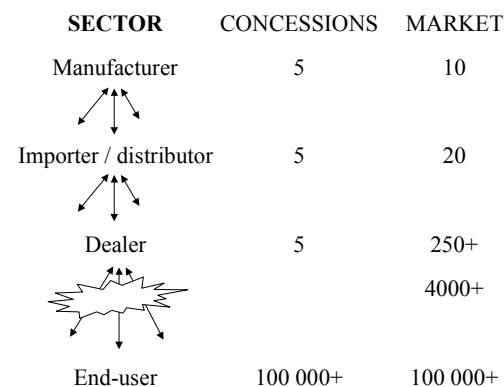 SECTOR CONCESSIONS MARKET
Manufacturer 5 10
Importer / distributor 5 20
Dealer 5 250+
4000+
End-user 100 000+ 100 000+